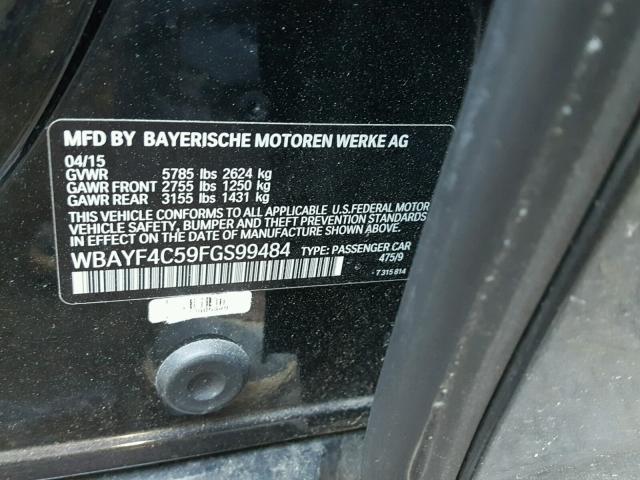 MFD BY BAYERISCHE MOTOREN WERKE AG
04/15
GVWR 5785 lbs 2624 kg
GAWR FRONT 2755 lbs 1250 kg
GAWR REAR 3155 lbs 1431 kg
THIS VEHICLE CONFORMS TO ALL APPLICABLE U.S. FEDERAL MOTOR
VEHICLE SAFETY, BUMPER, AND THEFT PREVENTION STANDARDS
IN EFFECT ON THE DATE OF MANUFACTURE SHOWN ABOVE.
WBAYF4C59FGS99484 TYPE: PASSENGER CAR
475/9
7 315 614